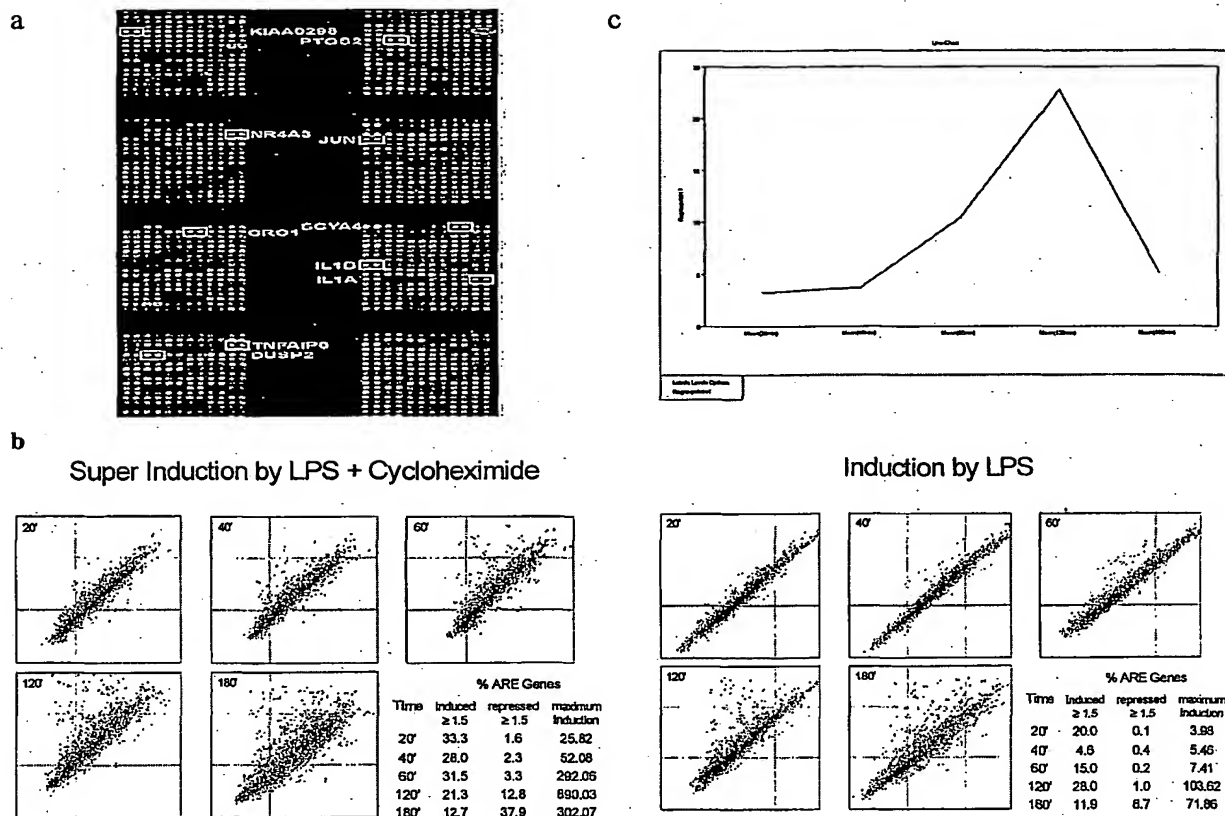 a
KIAA0298
PTGG2
NR4A3
JUN
GRO1
CCYA4
IL1D
IL1A
TNFAIP6
DUSP2
c
b
Super Induction by LPS + Cycloheximide
20'
40'
60'
120'
180'
% ARE Genes
Time Induced ≥ 1.5 repressed ≥ 1.5 maximum Induction
20' 33.3 1.6 25.82
40' 28.0 2.3 52.08
60' 31.5 3.3 292.06
120' 21.3 12.8 690.03
180' 12.7 37.9 302.07
Induction by LPS
20'
40'
60'
120'
180'
% ARE Genes
Time Induced ≥ 1.5 repressed ≥ 1.5 maximum Induction
20' 20.0 0.1 3.98
40' 4.6 0.4 5.46
60' 15.0 0.2 7.41
120' 28.0 1.0 103.62
180' 11.9 8.7 71.86